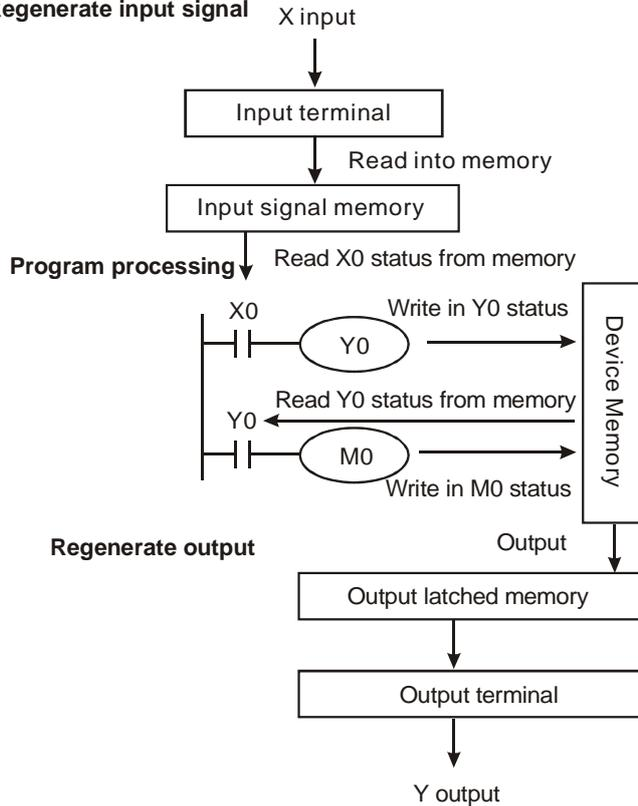 egenerate input signal
X input
Input terminal
Read into memory
Input signal memory
Read X0 status from memory
Program processing
X0
Write in Y0 status
Y0
Device Memory
Read Y0 status from memory
Y0
M0
Write in M0 status
Regenerate output
Output
Output latched memory
Output terminal
Y output